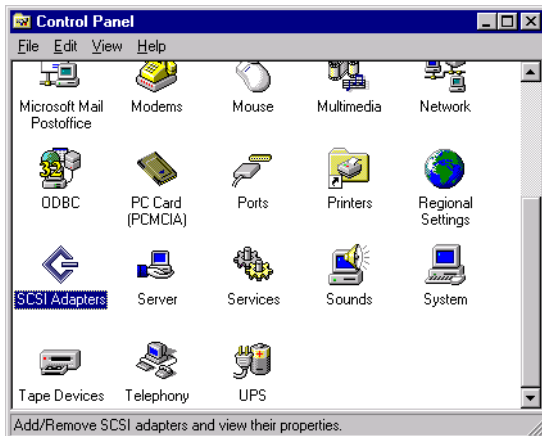 Control Panel
File Edit View Help
Microsoft Mail Postoffice
Modems
Mouse
Multimedia
Network
32
ODBC
PC Card (PCMCIA)
Ports
Printers
Regional Settings
SCSI Adapters
Server
Services
Sounds
System
Tape Devices
Telephony
UPS
Add/Remove SCSI adapters and view their properties.